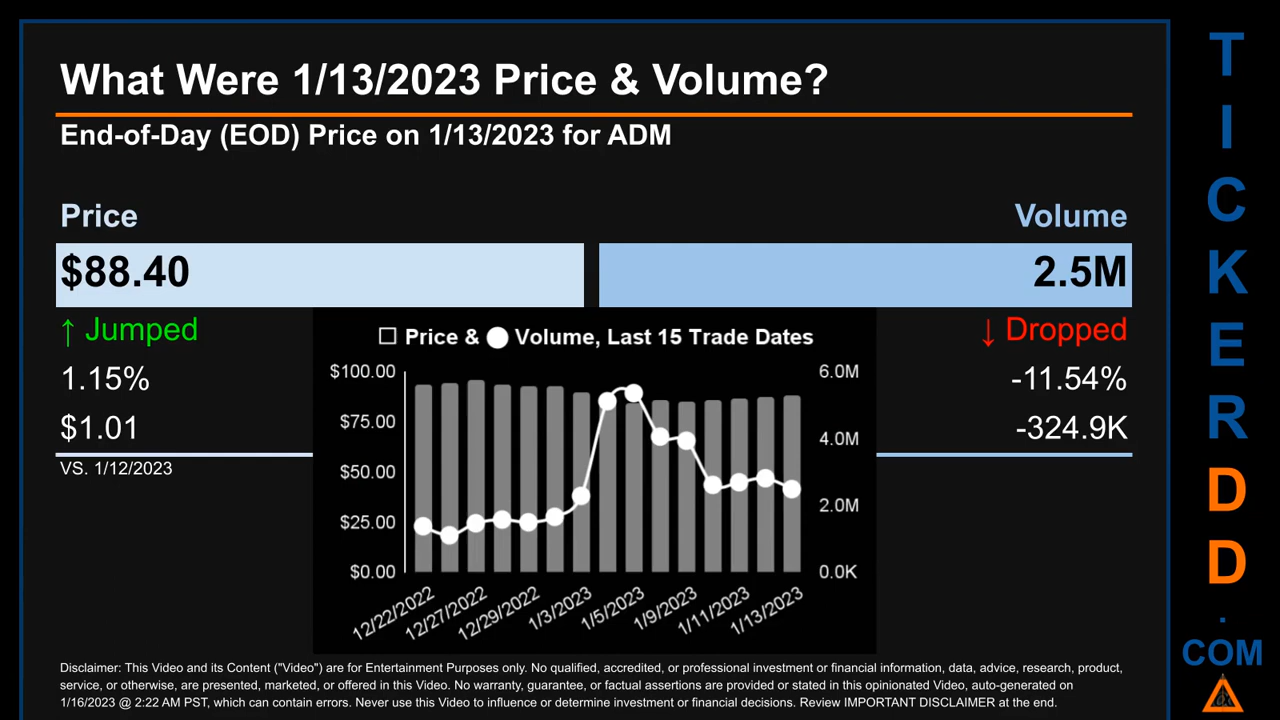 What Were 1/13/2023 Price & Volume?
End-of-Day (EOD) Price on 1/13/2023 for ADM
Price
Volume
$88.40
2.5M
↑ Jumped
↓ Dropped
1.15%
-11.54%
$1.01
-324.9K
VS. 1/12/2023
Price & Volume, Last 15 Trade Dates
$100.00
$75.00
$50.00
$25.00
$0.00
6.0M
4.0M
2.0M
0.0K
12/22/2022
12/27/2022
12/29/2022
1/3/2023
1/5/2023
1/9/2023
1/11/2023
1/13/2023
Disclaimer: This Video and its Content ("Video") are for Entertainment Purposes only. No qualified, accredited, or professional investment or financial information, data, advice, research, product,
service, or otherwise, are presented, marketed, or offered in this Video. No warranty, guarantee, or factual assertions are provided or stated in this opinionated Video, auto-generated on
1/16/2023 @ 2:22 AM PST, which can contain errors. Never use this Video to influence or determine investment or financial decisions. Review IMPORTANT DISCLAIMER at the end.
T
I
C
K
E
R
D
D
.
COM